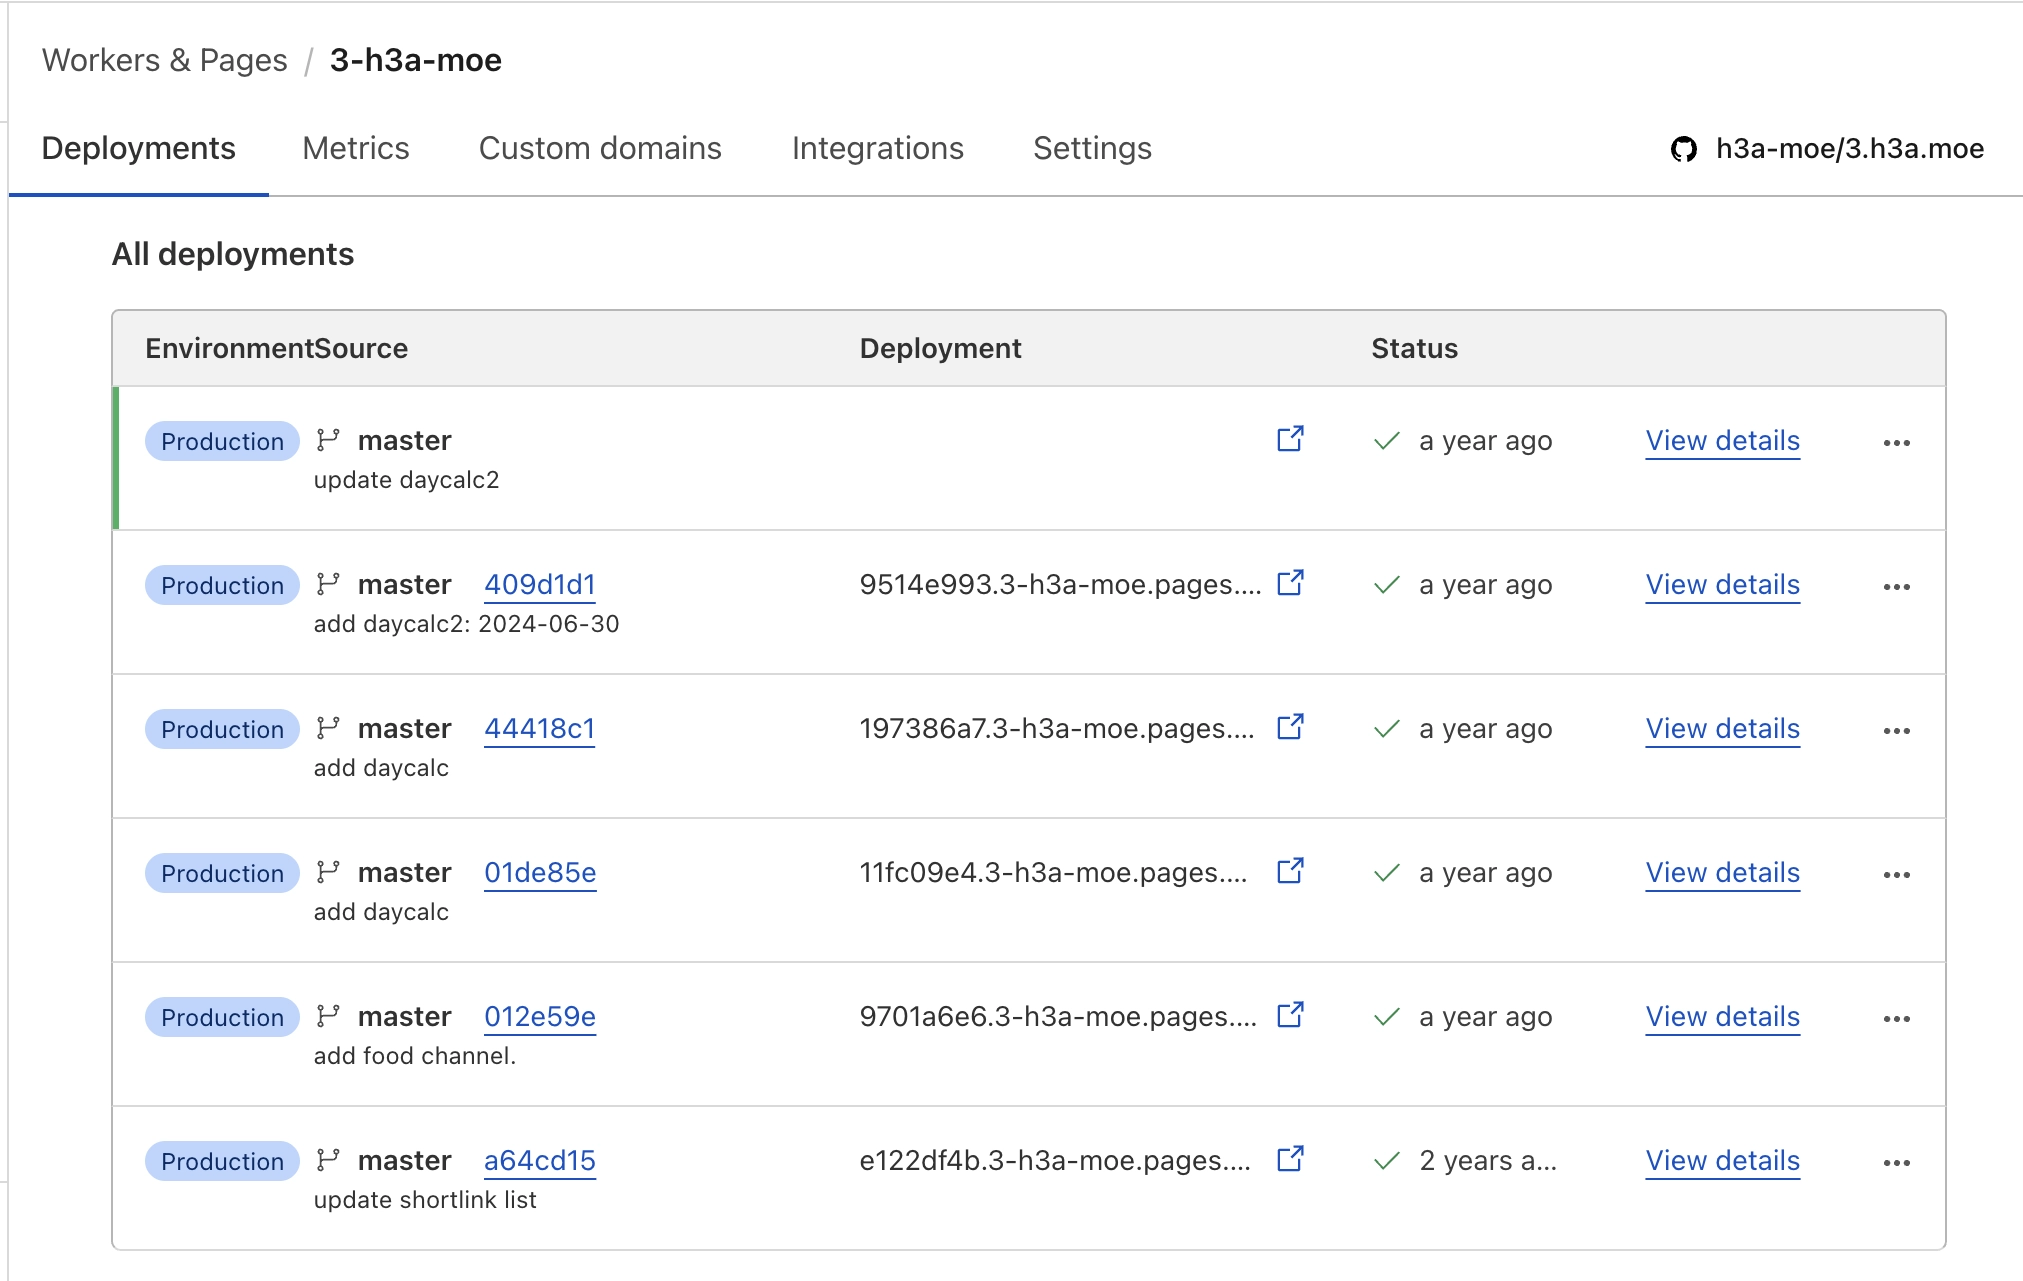 Workers & Pages / 3-h3a-moe
Deployments Metrics Custom domains Integrations Settings h3a-moe/3.h3a.moe
All deployments
Environment Source Deployment Status
Production master a year ago View details
update daycalc2
Production master 409d1d1 9514e993.3-h3a-moe.pages.... a year ago View details
add daycalc2: 2024-06-30
Production master 44418c1 197386a7.3-h3a-moe.pages.... a year ago View details
add daycalc
Production master 01de85e 11fc09e4.3-h3a-moe.pages.... a year ago View details
add daycalc
Production master 012e59e 9701a6e6.3-h3a-moe.pages.... a year ago View details
add food channel.
Production master a64cd15 e122df4b.3-h3a-moe.pages.... 2 years a... View details
update shortlink list